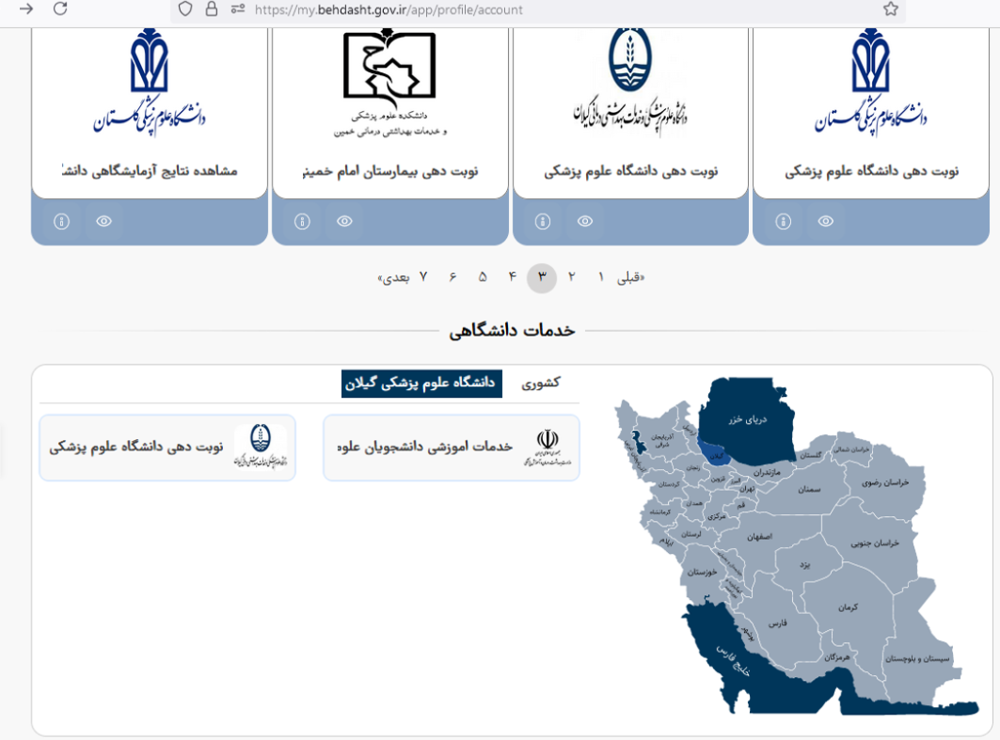 https://my.behdasht.gov.ir/app/profile/account
دانشگاه علوم پزشکی گلستان
نوبت دهی دانشگاه علوم پزشکی
دانشگاه علوم پزشکی و خدمات بهداشتی درمانی گیلان
نوبت دهی دانشگاه علوم پزشکی
دانشکده علوم پزشکی
و خدمات بهداشتی درمانی خمین
نوبت دهی بیمارستان امام خمینی
دانشگاه علوم پزشکی گلستان
مشاهده نتایج آزمایشگاهی دانشگ
«قبلی ۱ ۲ ۳ ۴ ۵ ۶ ۷ بعدی»
خدمات دانشگاهی
کشوری
دانشگاه علوم پزشکی گیلان
خدمات اموزشی دانشجویان علوم
نوبت دهی دانشگاه علوم پزشکی
دریای خزر
آذربایجان شرقی
اردبیل
گیلان
مازندران
گلستان
خراسان شمالی
خراسان رضوی
زنجان
قزوین
البرز
تهران
سمنان
کردستان
همدان
قم
مرکزی
کرمانشاه
لرستان
ایلام
اصفهان
خراسان جنوبی
یزد
خوزستان
کرمان
فارس
بوشهر
هرمزگان
سیستان و بلوچستان
خلیج فارس